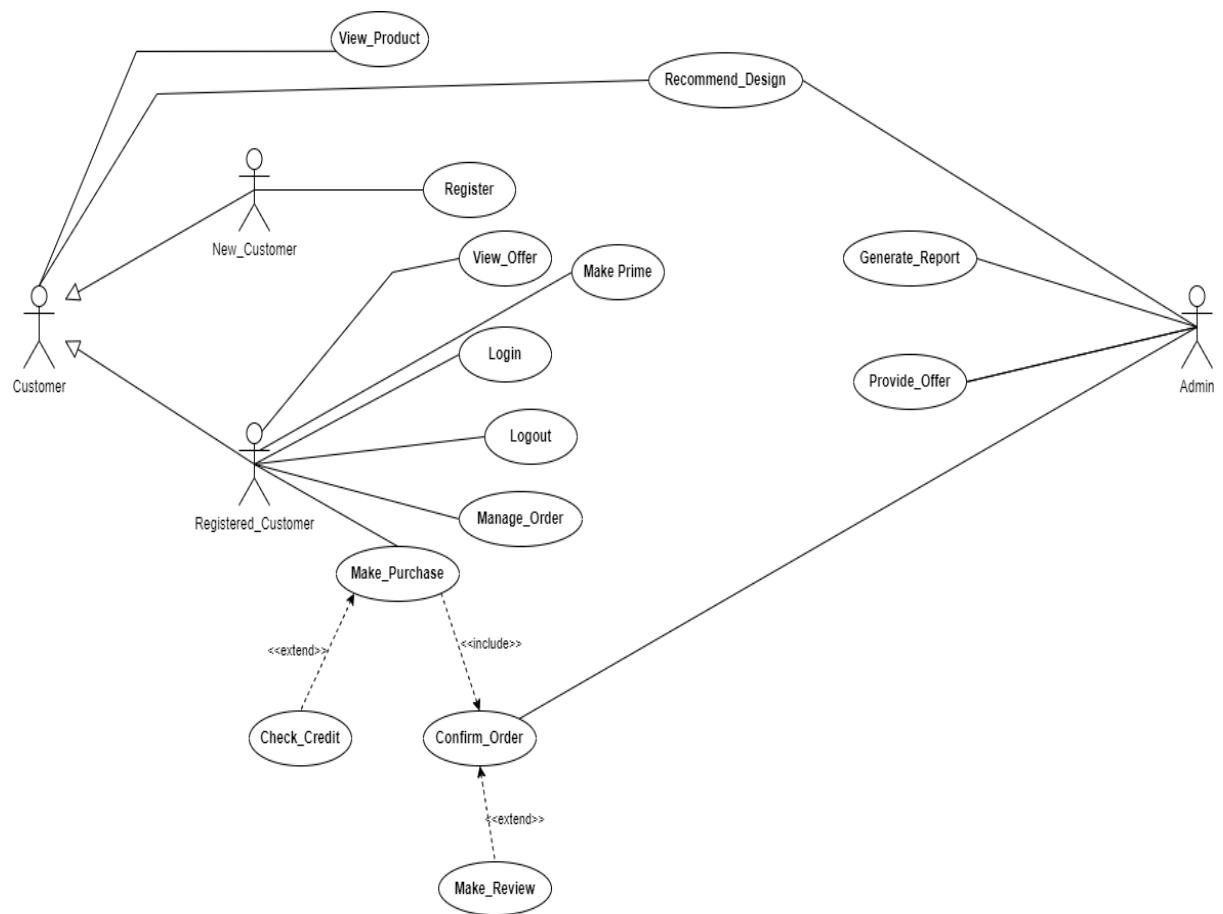 View_Product
Recommend_Design
Register
New_Customer
View_Offer
Make Prime
Generate_Report
Login
Customer
Provide_Offer
Admin
Logout
Registered_Customer
Manage_Order
Make_Purchase
<<extend>>
<<include>>
Check_Credit
Confirm_Order
<<extend>>
Make_Review